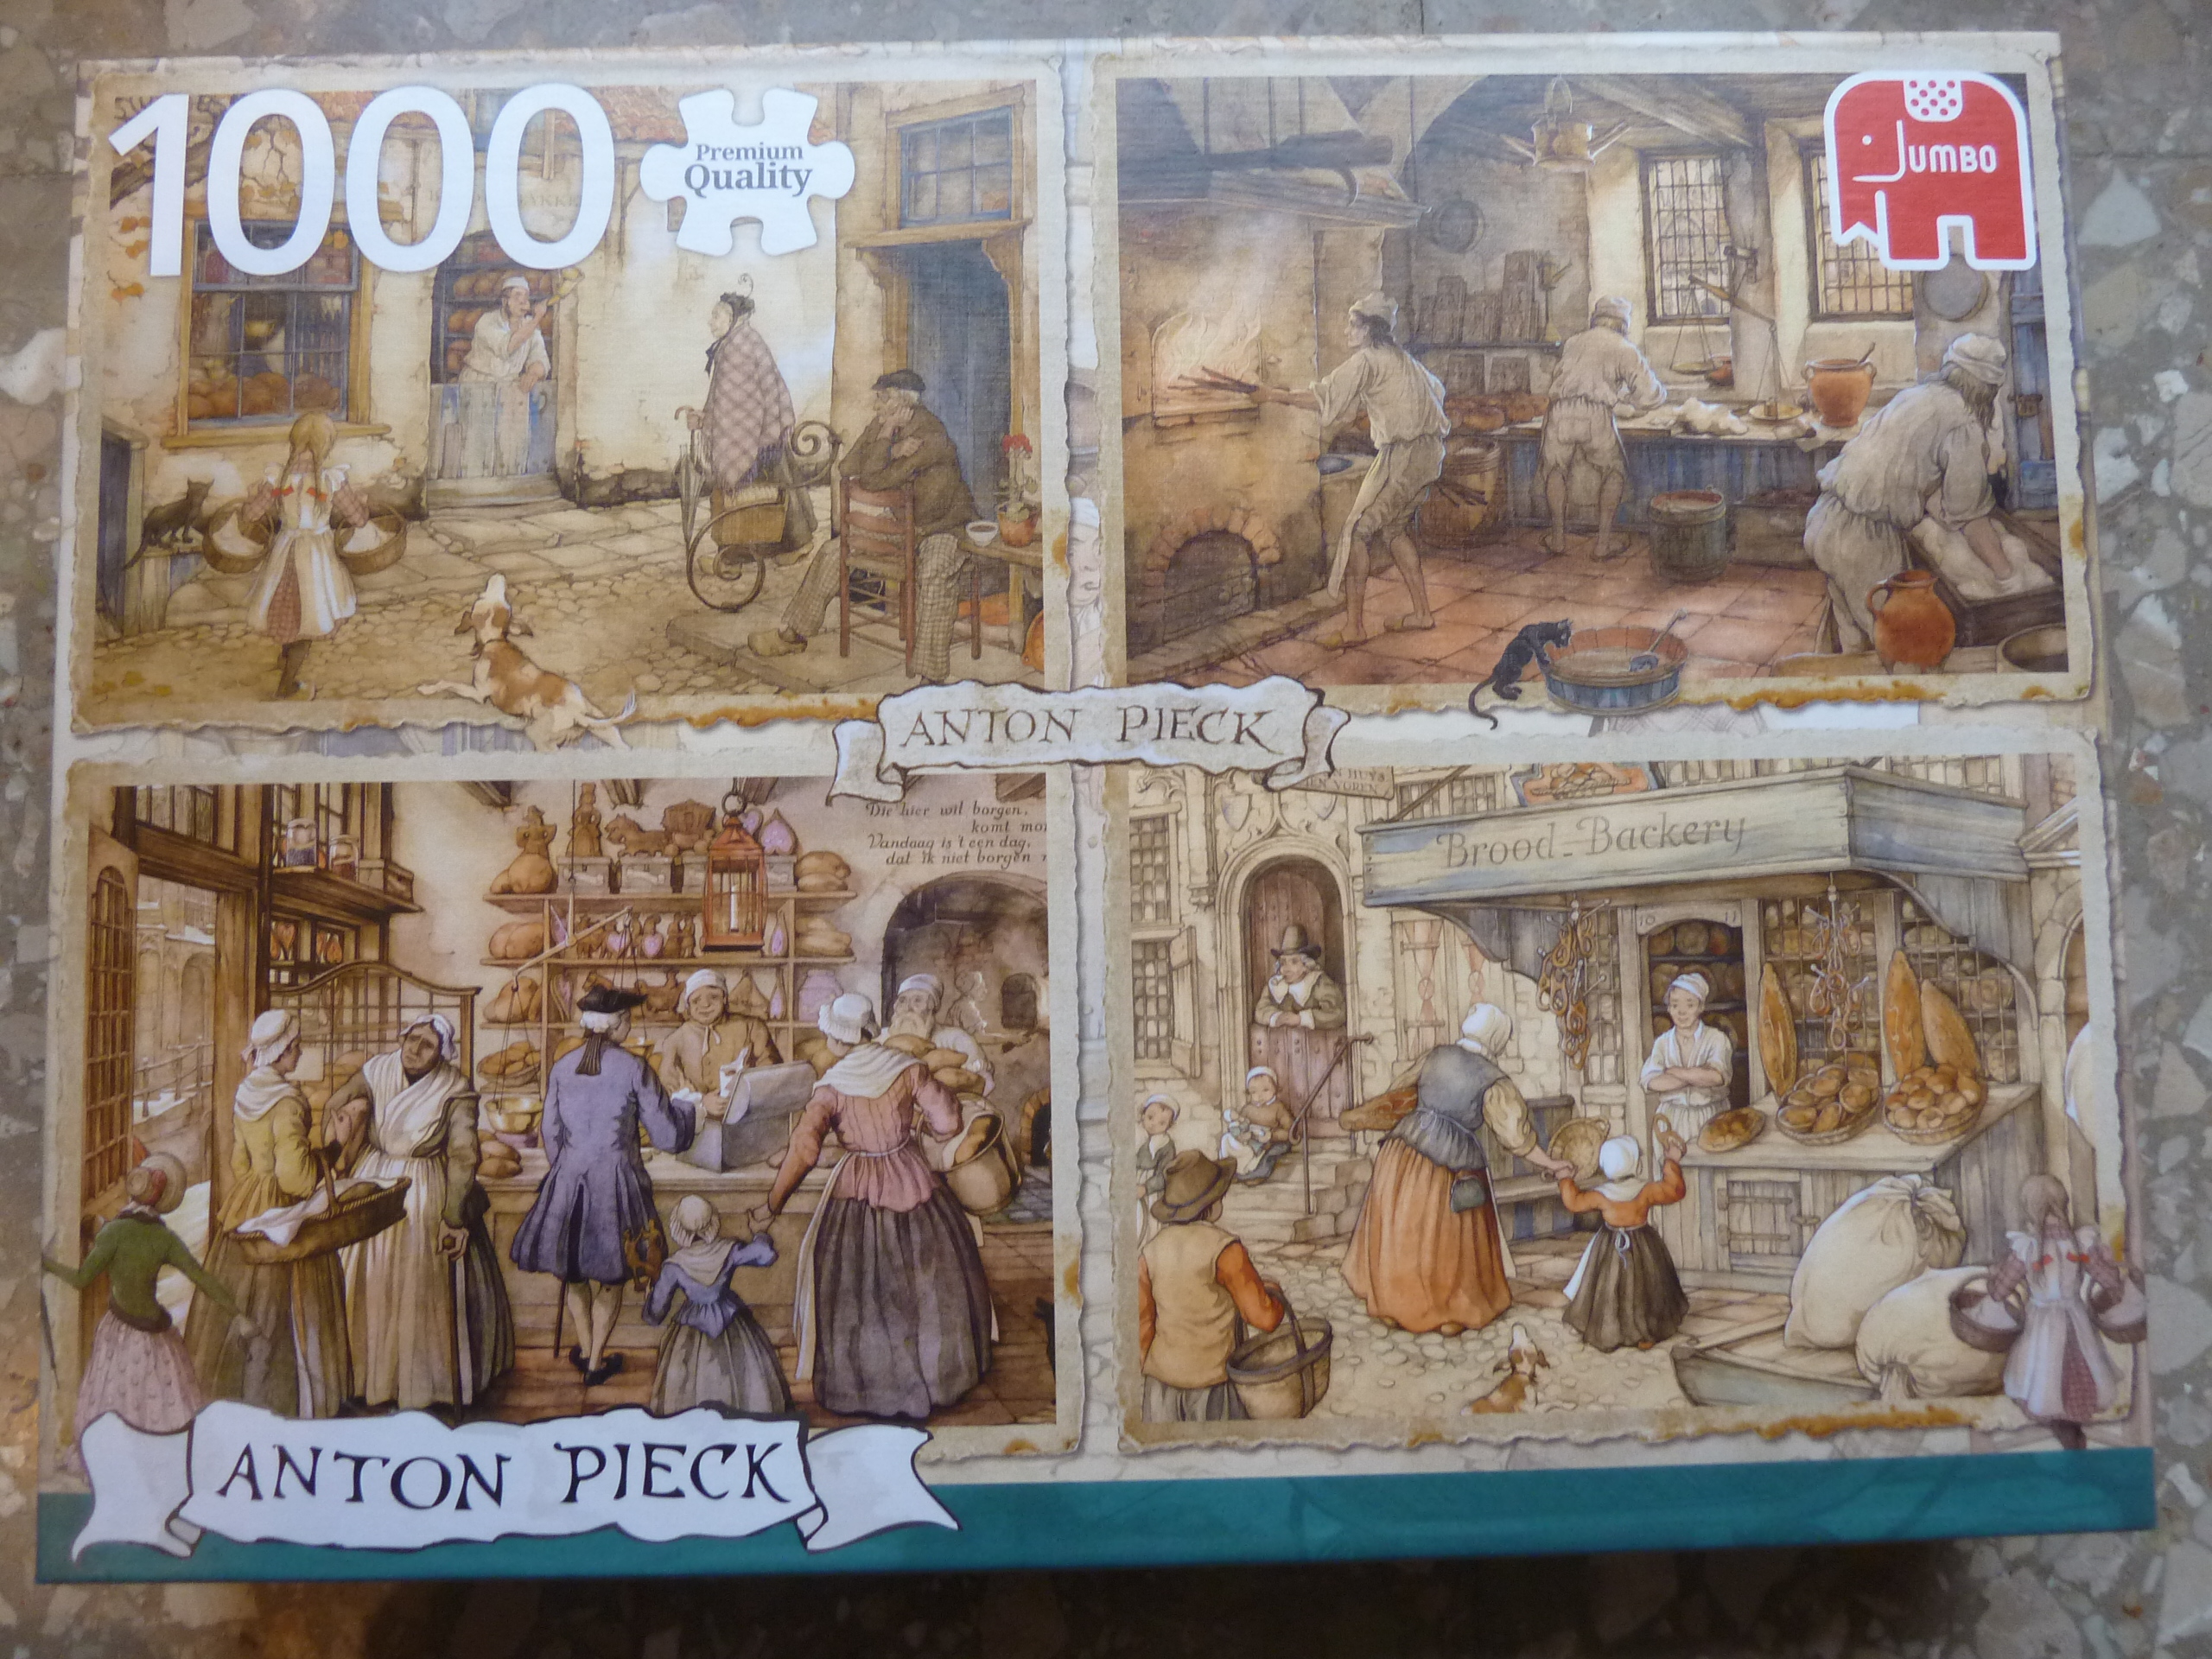 1000
Premium
Quality
Jumbo
ANTON PIECK
Die hier wil borgen,
komt
Vandaag is 't een dag,
dat ik niet borgen
Brood-Backery
ANTON PIECK